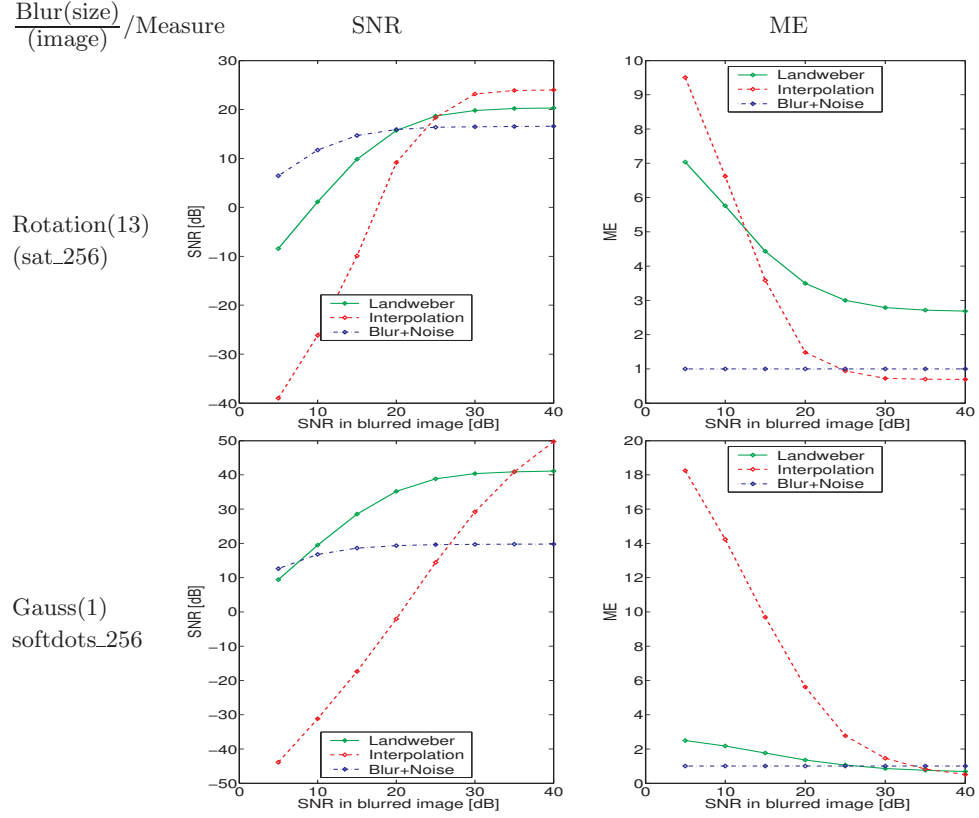 Blur(size)/(image)/Measure SNR ME
30
20
10
0
−10
−20
−30
−40
SNR [dB]
Landweber
Interpolation
Blur+Noise
0 10 20 30 40
SNR in blurred image [dB]
10
9
8
7
6
5
4
3
2
1
0
ME
Landweber
Interpolation
Blur+Noise
0 10 20 30 40
SNR in blurred image [dB]
Rotation(13)
(sat_256)
50
40
30
20
10
0
−10
−20
−30
−40
−50
SNR [dB]
Landweber
Interpolation
Blur+Noise
0 10 20 30 40
SNR in blurred image [dB]
20
18
16
14
12
10
8
6
4
2
0
ME
Landweber
Interpolation
Blur+Noise
0 10 20 30 40
SNR in blurred image [dB]
Gauss(1)
softdots_256